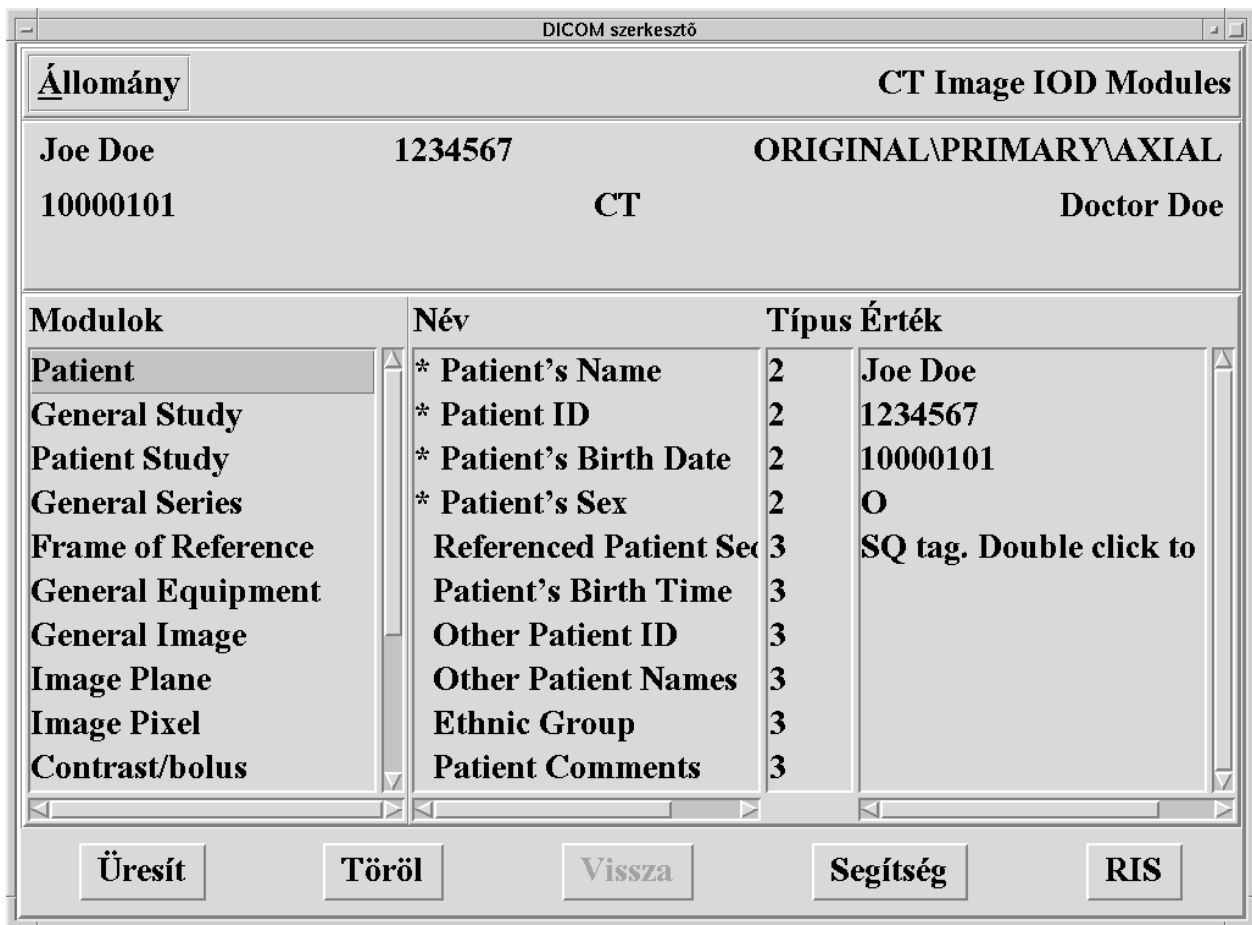 DICOM szerkesztõ
Állomány CT Image IOD Modules
Joe Doe 1234567 ORIGINAL\PRIMARY\AXIAL
10000101 CT Doctor Doe
Modulok Név Típus Érték
Patient * Patient's Name 2 Joe Doe
General Study * Patient ID 2 1234567
Patient Study * Patient's Birth Date 2 10000101
General Series * Patient's Sex 2 O
Frame of Reference Referenced Patient Sec 3 SQ tag. Double click to
General Equipment Patient's Birth Time 3
General Image Other Patient ID 3
Image Plane Other Patient Names 3
Image Pixel Ethnic Group 3
Contrast/bolus Patient Comments 3
Üresít Töröl Vissza Segítség RIS